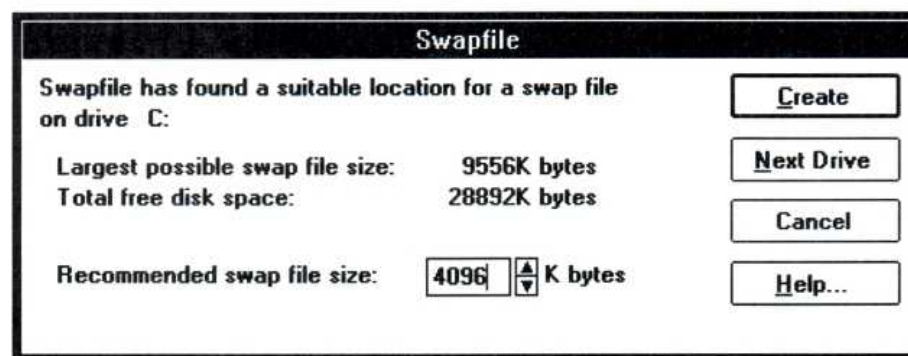 Swapfile
Swapfile has found a suitable location for a swap file
on drive C:
Largest possible swap file size: 9556K bytes
Total free disk space: 28892K bytes
Recommended swap file size: 4096 K bytes
Create
Next Drive
Cancel
Help...